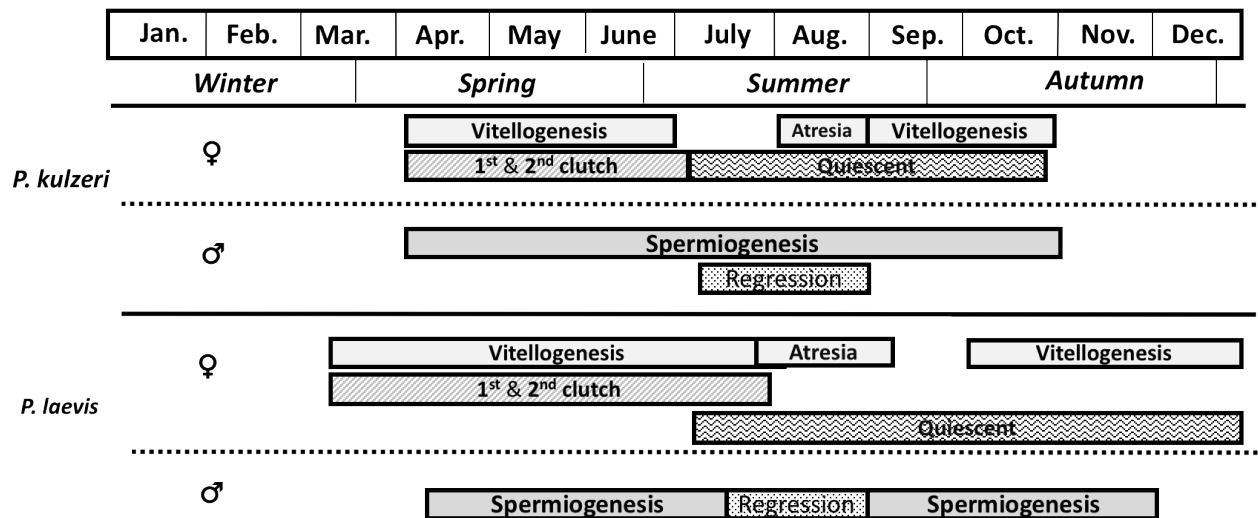 Jan. Feb. Mar. Apr. May June July Aug. Sep. Oct. Nov. Dec.
Winter Spring Summer Autumn
Vitellogenesis Atresia Vitellogenesis
♀
1st & 2nd clutch Quiescent
P. kulzeri
Spermiogenesis
♂
Regression
Vitellogenesis Atresia Vitellogenesis
♀
1st & 2nd clutch
P. laevis
Quiescent
♂ Spermiogenesis Regression Spermiogenesis